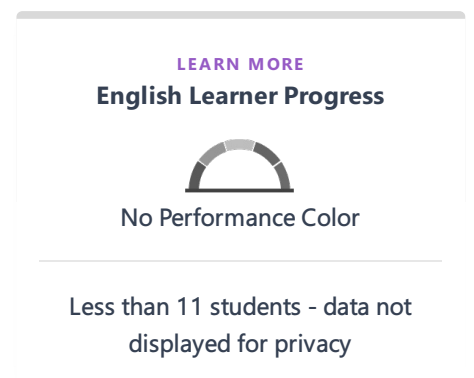 LEARN MORE
English Learner Progress
No Performance Color
Less than 11 students - data not
displayed for privacy